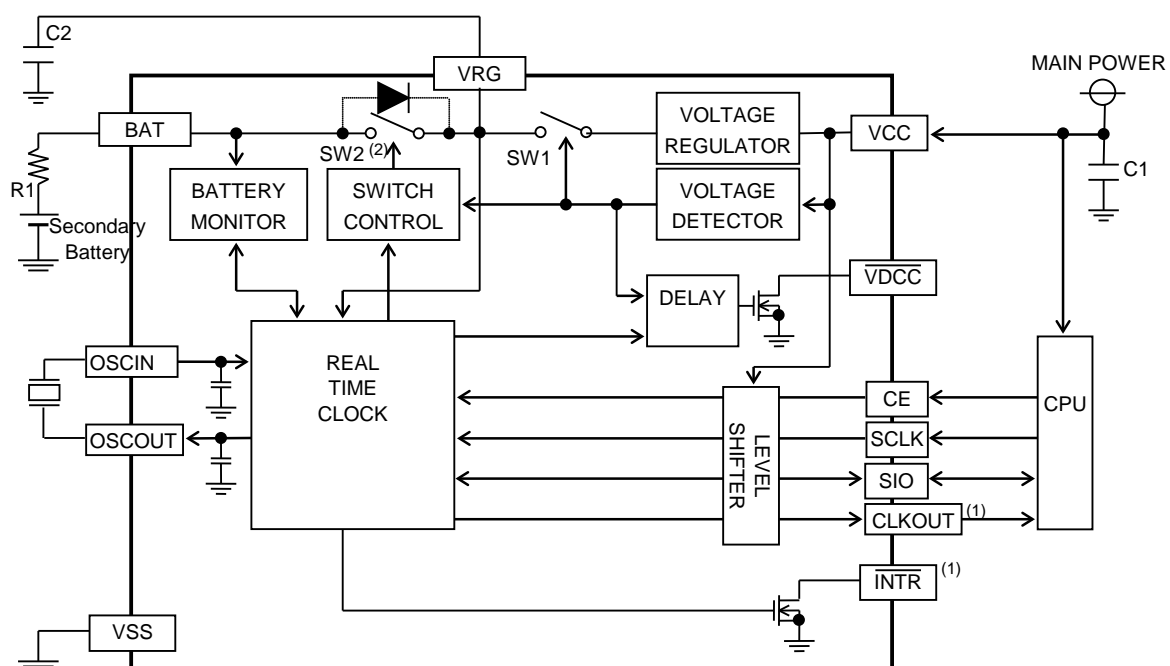 C2
VRG
MAIN POWER
BAT
SW2 (2)
SW1
VOLTAGE
REGULATOR
VCC
C1
R1
Secondary
Battery
BATTERY
MONITOR
SWITCH
CONTROL
VOLTAGE
DETECTOR
VDCC
DELAY
OSCIN
REAL
TIME
CLOCK
OSCOUT
LEVEL
SHIFTER
CE
SCLK
SIO
CLKOUT (1)
CPU
INTR (1)
VSS